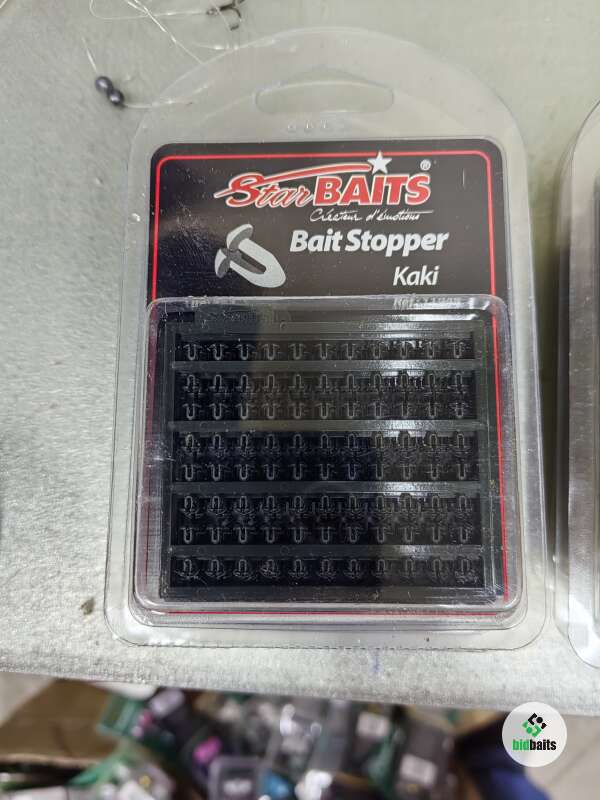 StarBAITS®
Créateur d'émotions
Bait Stopper
Kaki
bidbaits